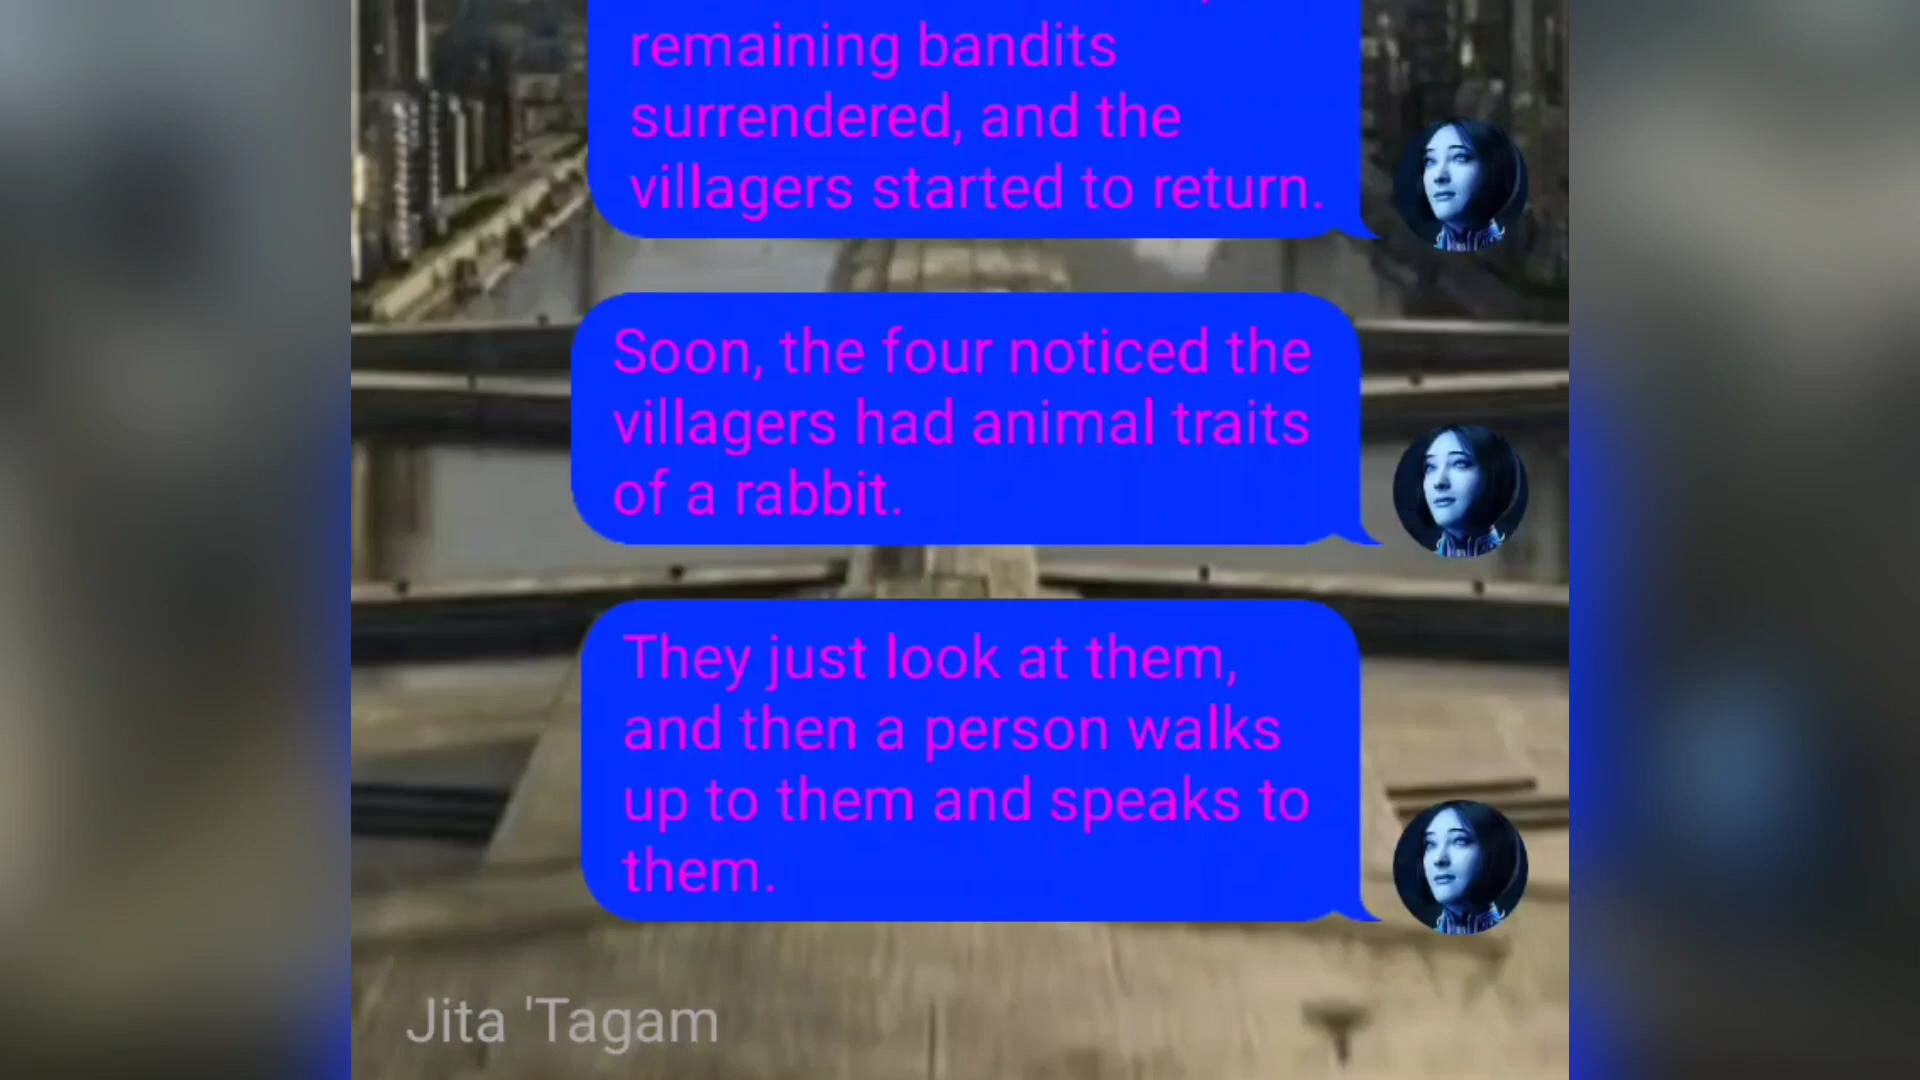 remaining bandits
surrendered, and the
villagers started to return.
Soon, the four noticed the
villagers had animal traits
of a rabbit.
They just look at them,
and then a person walks
up to them and speaks to
them.
Jita 'Tagam